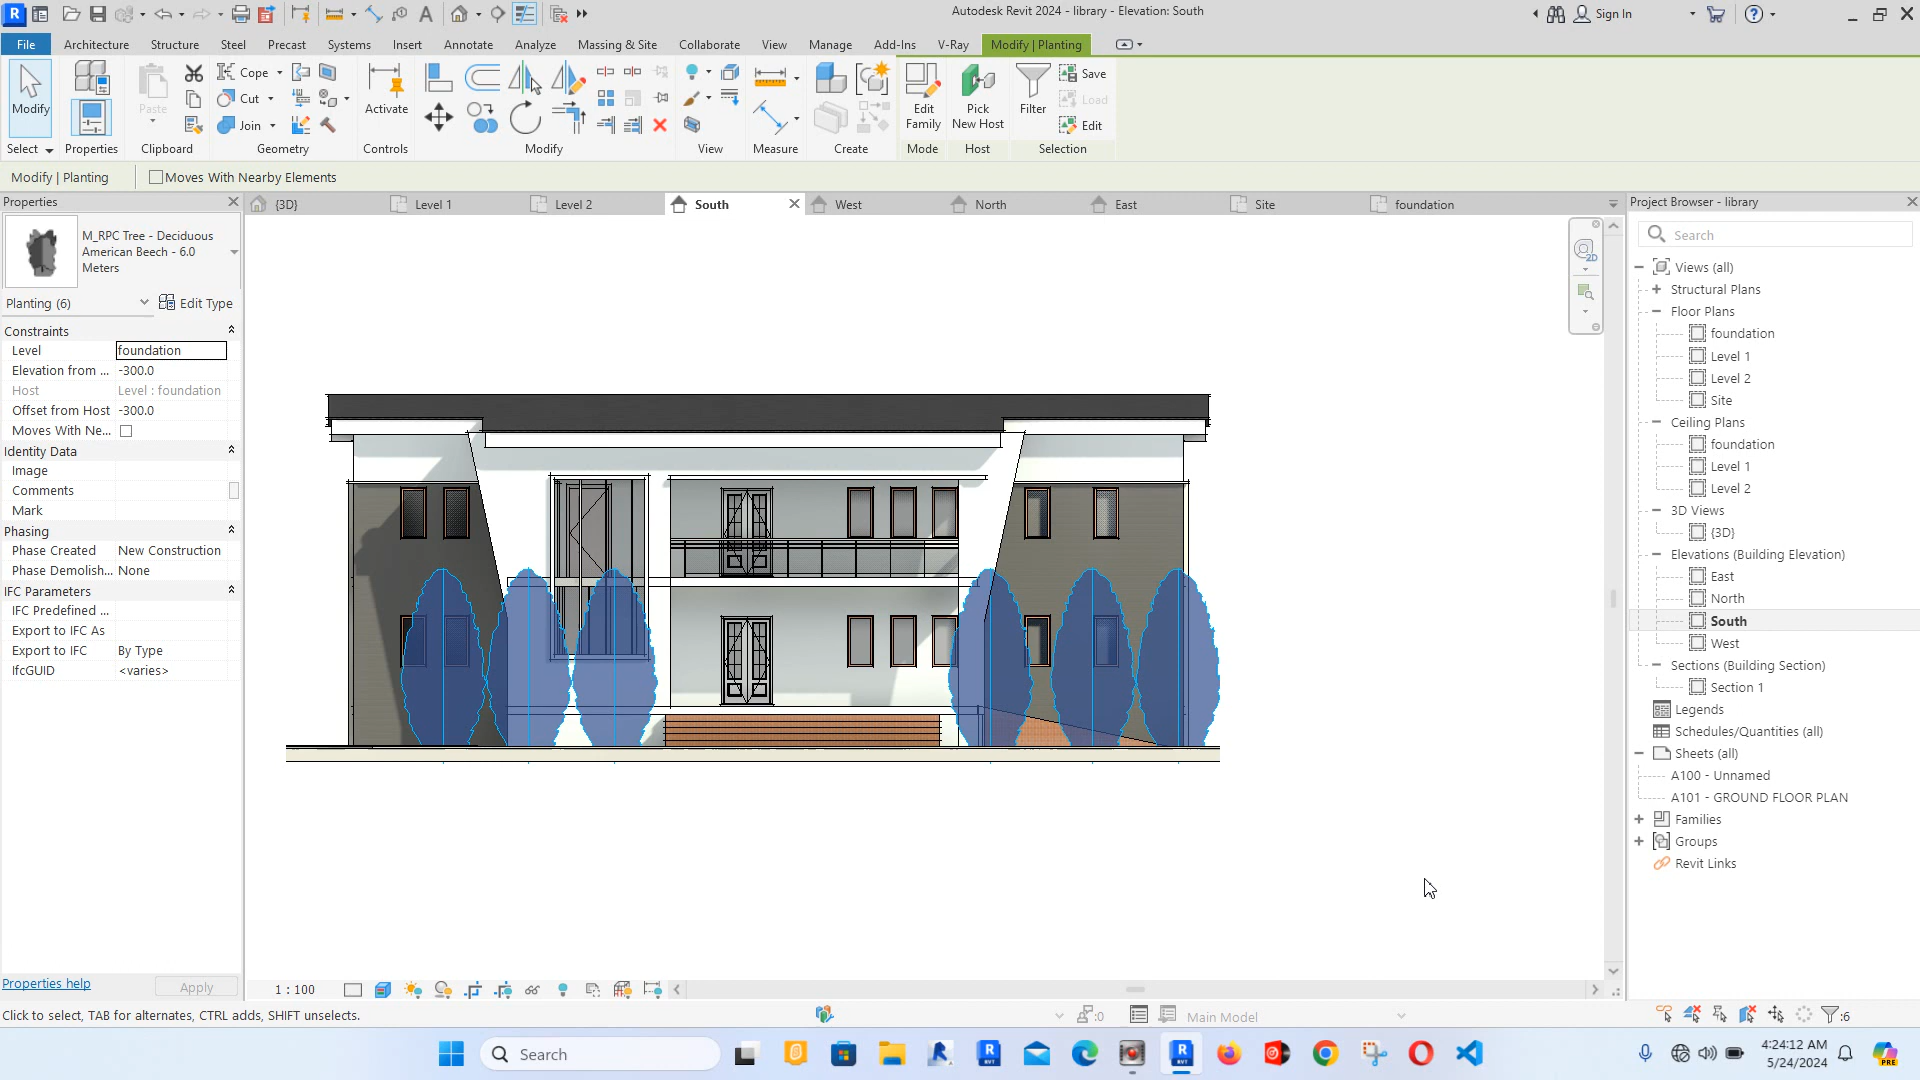 Autodesk Revit 2024 - library - Elevation: South
Sign In
File
Architecture
Structure
Steel
Precast
Systems
Insert
Annotate
Analyze
Massing & Site
Collaborate
View
Manage
Add-Ins
V-Ray
Modify | Planting
Modify
Paste
Cope
Cut
Join
Activate
Edit Family
Pick New Host
Filter
Save
Load
Edit
Select
Properties
Clipboard
Geometry
Controls
Modify
View
Measure
Create
Mode
Host
Selection
Modify | Planting
Moves With Nearby Elements
Properties
{3D}
Level 1
Level 2
South
West
North
East
Site
foundation
Project Browser - library
M_RPC Tree - Deciduous
American Beech - 6.0
Meters
Planting (6)
Edit Type
Constraints
Level foundation
Elevation from ... -300.0
Host Level : foundation
Offset from Host -300.0
Moves With Ne...
Identity Data
Image
Comments
Mark
Phasing
Phase Created New Construction
Phase Demolish... None
IFC Parameters
IFC Predefined ...
Export to IFC As
Export to IFC By Type
IfcGUID <varies>
Properties help
Apply
2D
Search
Views (all)
Structural Plans
Floor Plans
foundation
Level 1
Level 2
Site
Ceiling Plans
foundation
Level 1
Level 2
3D Views
{3D}
Elevations (Building Elevation)
East
North
South
West
Sections (Building Section)
Section 1
Legends
Schedules/Quantities (all)
Sheets (all)
A100 - Unnamed
A101 - GROUND FLOOR PLAN
Families
Groups
Revit Links
1 : 100
Click to select, TAB for alternates, CTRL adds, SHIFT unselects.
:0
Main Model
:6
Search
4:24:12 AM
5/24/2024